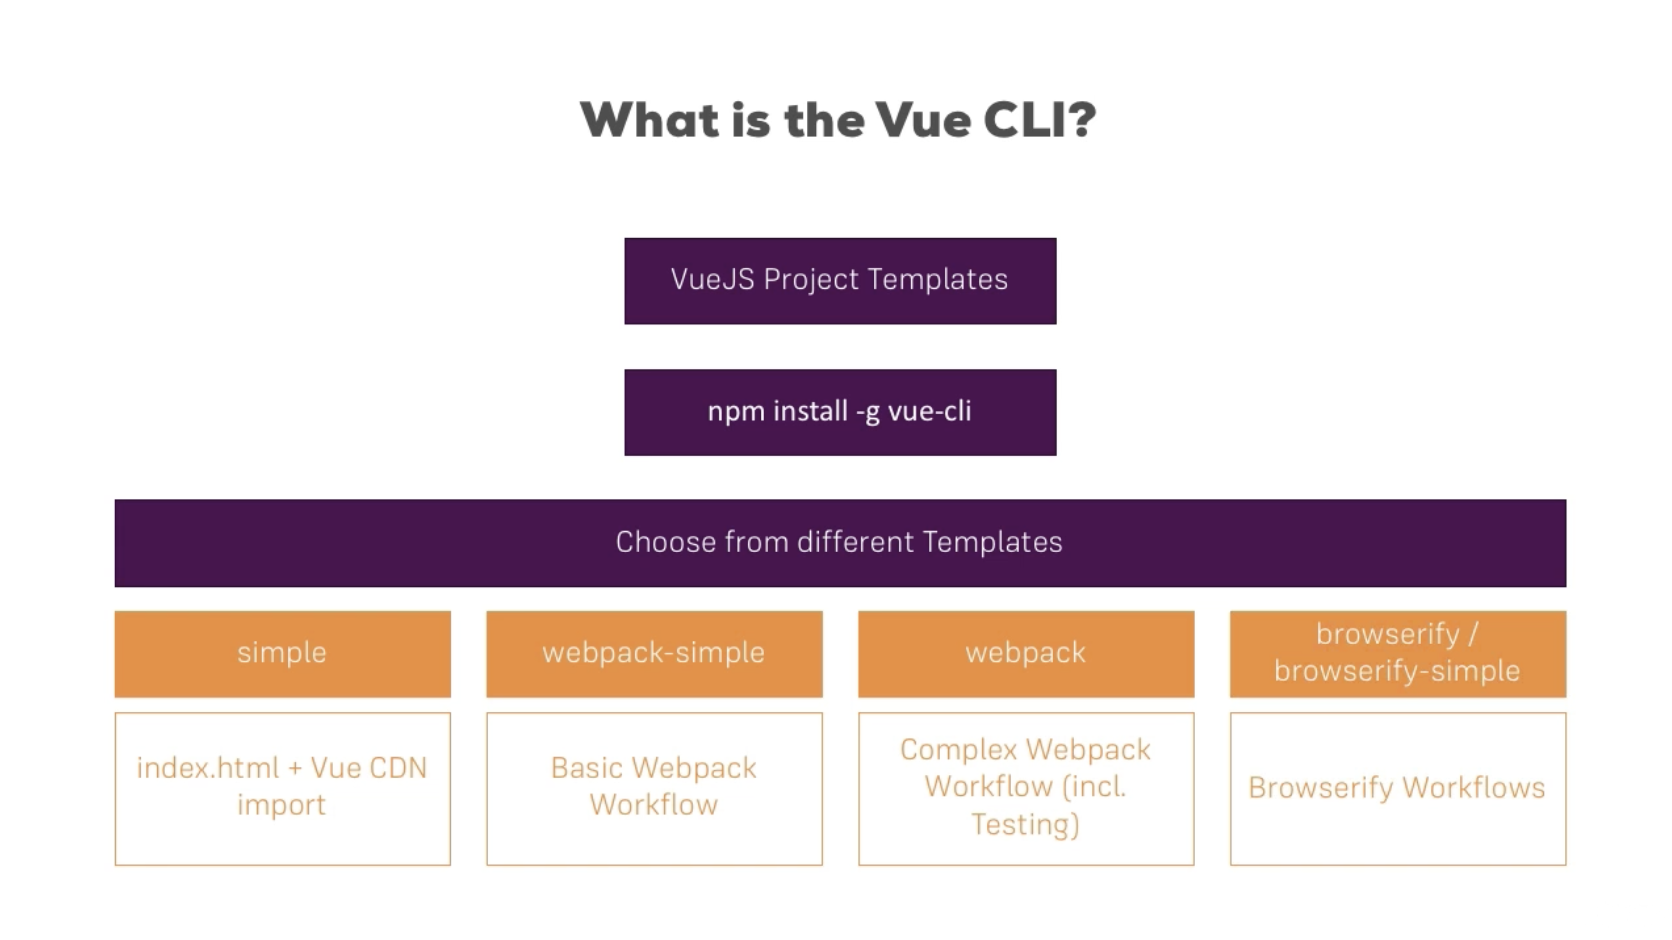 What is the Vue CLI?
VueJS Project Templates
npm install -g vue-cli
Choose from different Templates
simple
webpack-simple
webpack
browserify /
browserify-simple
index.html + Vue CDN
import
Basic Webpack
Workflow
Complex Webpack
Workflow (incl.
Testing)
Browserify Workflows